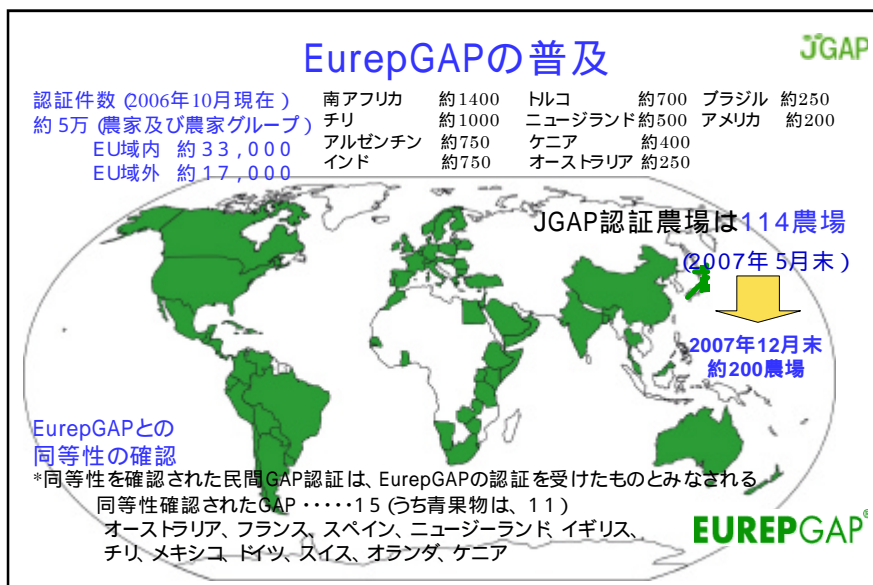 EurepGAPの普及
JGAP
認証件数 (2006年10月現在)
約5万 (農家及び農家グループ)
EU域内 約33,000
EU域外 約17,000
南アフリカ 約1400 トルコ 約700 ブラジル 約250
チリ 約1000 ニュージランド 約500 アメリカ 約200
アルゼンチン 約750 ケニア 約400
インド 約750 オーストラリア 約250
JGAP認証農場は114農場
(2007年5月末)
2007年12月末
約200農場
EurepGAPとの
同等性の確認
*同等性を確認された民間GAP認証は、EurepGAPの認証を受けたものとみなされる
同等性確認されたGAP ・・・・・15 (うち青果物は、11)
オーストラリア、フランス、スペイン、ニュージーランド、イギリス、
チリ、メキシコ、ドイツ、スイス、オランダ、ケニア
EUREPGAP®